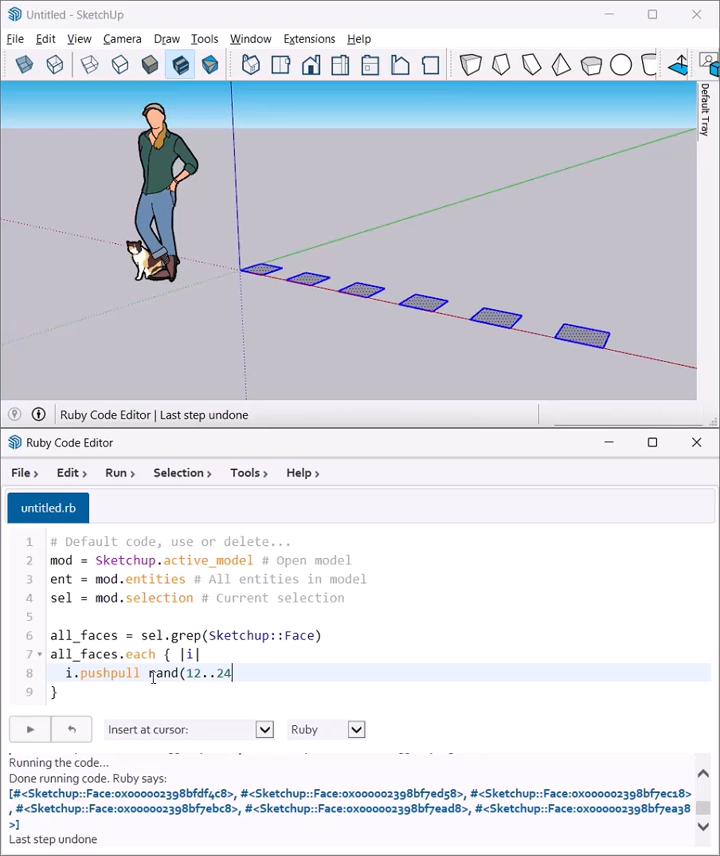 Untitled - SketchUp
File Edit View Camera Draw Tools Window Extensions Help
Default Tray
Ruby Code Editor | Last step undone
Ruby Code Editor
File › Edit › Run › Selection › Tools › Help ›
untitled.rb
1 # Default code, use or delete...
2 mod = Sketchup.active_model # Open model
3 ent = mod.entities # All entities in model
4 sel = mod.selection # Current selection
5
6 all_faces = sel.grep(Sketchup::Face)
7 all_faces.each { |i|
8 i.pushpull rand(12..24
9 }
Insert at cursor: Ruby
Running the code...
Done running code. Ruby says:
[#<Sketchup::Face:0x000002398bfdf4c8>, #<Sketchup::Face:0x000002398bf7ed58>, #<Sketchup::Face:0x000002398bf7ec18>
, #<Sketchup::Face:0x000002398bf7ebc8>, #<Sketchup::Face:0x000002398bf7ead8>, #<Sketchup::Face:0x000002398bf7ea38
>]
Last step undone